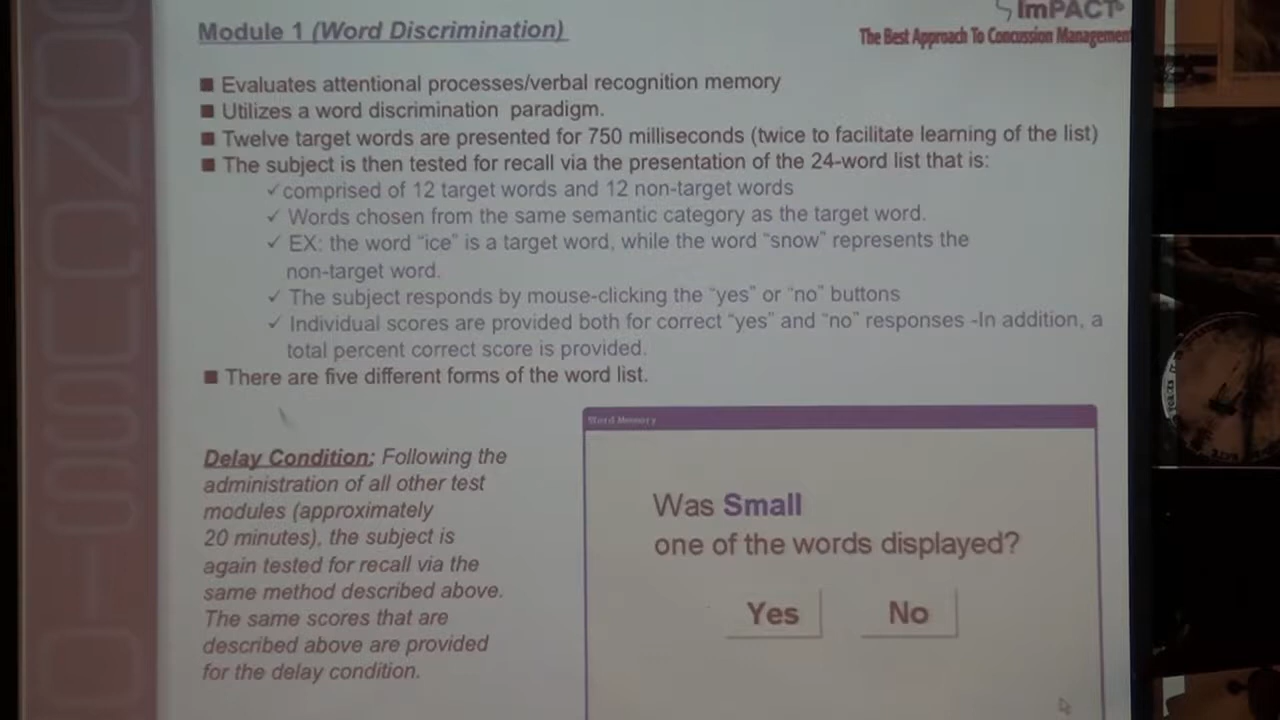 ImPACT
The Best Approach To Concussion Management
Module 1 (Word Discrimination)
■ Evaluates attentional processes/verbal recognition memory
■ Utilizes a word discrimination paradigm.
■ Twelve target words are presented for 750 milliseconds (twice to facilitate learning of the list)
■ The subject is then tested for recall via the presentation of the 24-word list that is:
✓ comprised of 12 target words and 12 non-target words
✓ Words chosen from the same semantic category as the target word.
✓ EX: the word “ice” is a target word, while the word “snow” represents the
non-target word.
✓ The subject responds by mouse-clicking the “yes” or “no” buttons
✓ Individual scores are provided both for correct “yes” and “no” responses -In addition, a
total percent correct score is provided.
■ There are five different forms of the word list.
Delay Condition: Following the
administration of all other test
modules (approximately
20 minutes), the subject is
again tested for recall via the
same method described above.
The same scores that are
described above are provided
for the delay condition.
Word Memory
Was Small
one of the words displayed?
Yes No